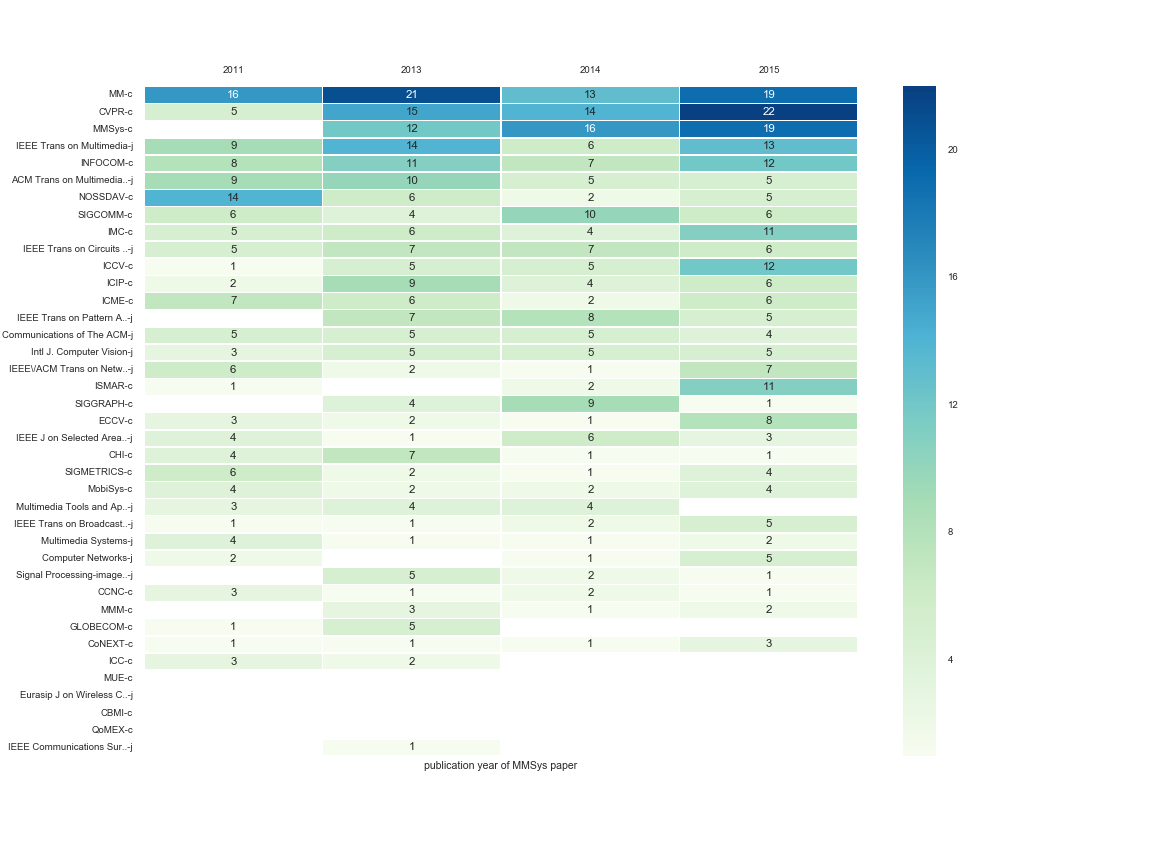 2011 2013 2014 2015
MM-c 16 21 13 19
CVPR-c 5 15 14 22
MMSys-c 12 16 19
IEEE Trans on Multimedia-j 9 14 6 13
INFOCOM-c 8 11 7 12
ACM Trans on Multimedia..-j 9 10 5 5
NOSSDAV-c 14 6 2 5
SIGCOMM-c 6 4 10 6
IMC-c 5 6 4 11
IEEE Trans on Circuits ..-j 5 7 7 6
ICCV-c 1 5 5 12
ICIP-c 2 9 4 6
ICME-c 7 6 2 6
IEEE Trans on Pattern A..-j 7 8 5
Communications of The ACM-j 5 5 5 4
Intl J. Computer Vision-j 3 5 5 5
IEEE\/ACM Trans on Netw..-j 6 2 1 7
ISMAR-c 1 2 11
SIGGRAPH-c 4 9 1
ECCV-c 3 2 1 8
IEEE J on Selected Area..-j 4 1 6 3
CHI-c 4 7 1 1
SIGMETRICS-c 6 2 1 4
MobiSys-c 4 2 2 4
Multimedia Tools and Ap..-j 3 4 4
IEEE Trans on Broadcast..-j 1 1 2 5
Multimedia Systems-j 4 1 1 2
Computer Networks-j 2 1 5
Signal Processing-image..-j 5 2 1
CCNC-c 3 1 2 1
MMM-c 3 1 2
GLOBECOM-c 1 5
CoNEXT-c 1 1 1 3
ICC-c 3 2
MUE-c
Eurasip J on Wireless C..-j
CBMI-c
QoMEX-c
IEEE Communications Sur..-j 1
publication year of MMSys paper
20
16
12
8
4